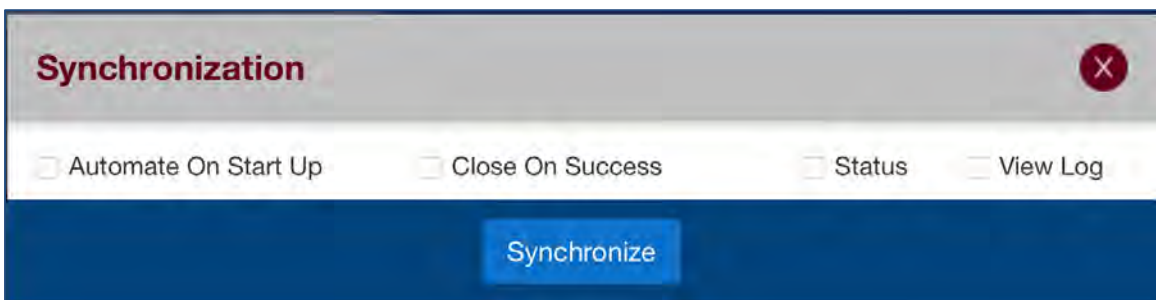 Synchronization
X
Automate On Start Up Close On Success Status View Log
Synchronize